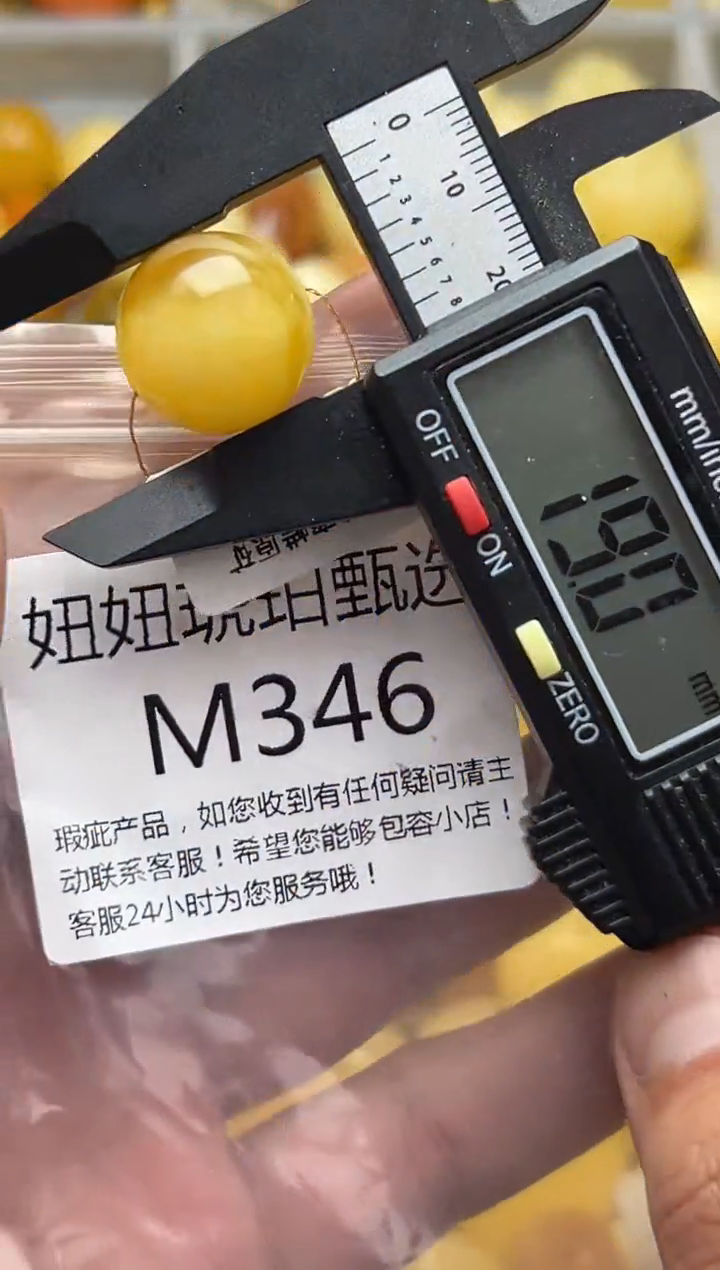 0
10
20
1 2 3 4 5 6 7 8
mm/inc
OFF
ON
ZERO
19.0
mm
妞妞琥珀甄选
M346
瑕疵产品，如您收到有任何疑问请主
动联系客服！希望您能够包容小店！
客服24小时为您服务哦！